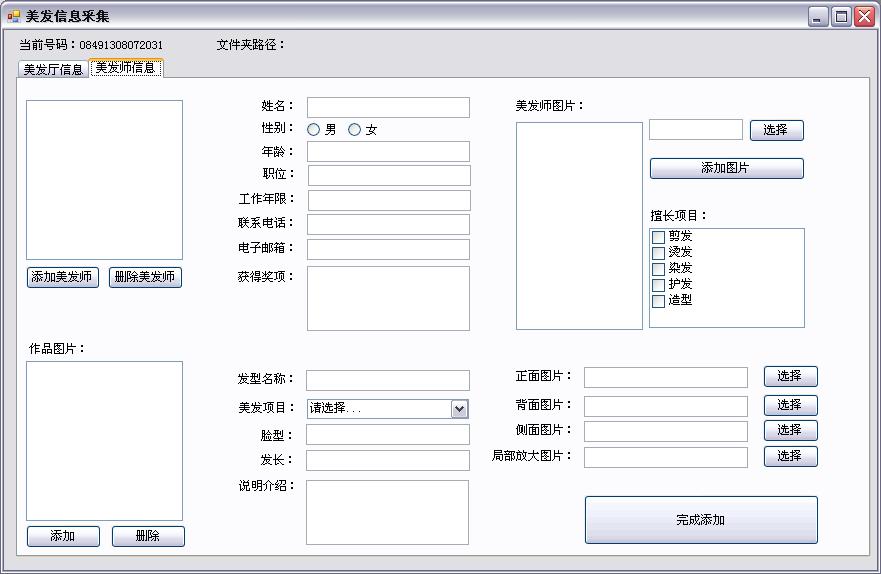 美发信息采集
当前号码：08491308072031 文件夹路径：
美发厅信息 美发师信息
姓名：
性别： 男 女
年龄：
职位：
工作年限：
联系电话：
电子邮箱：
获得奖项：
添加美发师 删除美发师
美发师图片：
选择
添加图片
擅长项目：
剪发
烫发
染发
护发
造型
作品图片：
添加 删除
发型名称：
美发项目： 请选择...
脸型：
发长：
说明介绍：
正面图片： 选择
背面图片： 选择
侧面图片： 选择
局部放大图片： 选择
完成添加